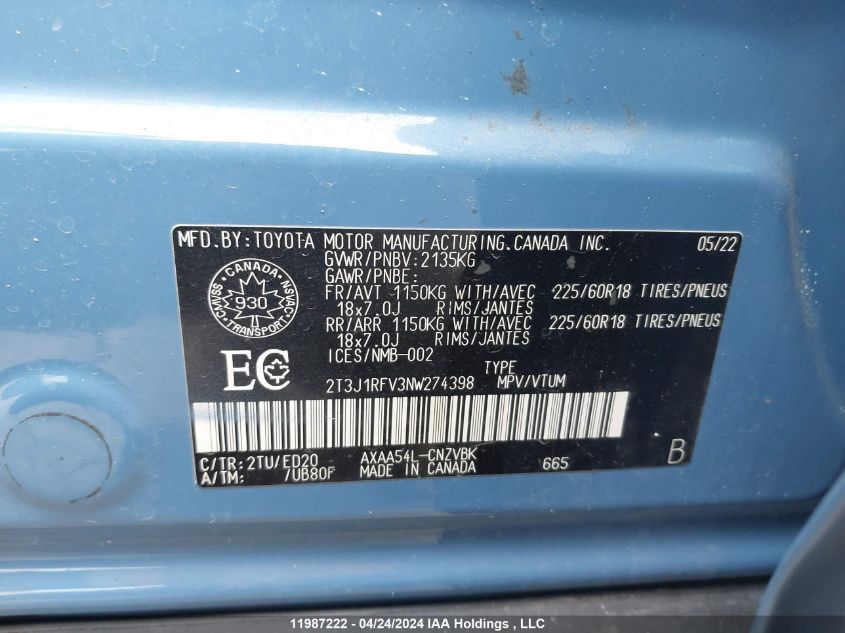 MFD.BY:TOYOTA MOTOR MANUFACTURING.CANADA INC. 05/22
GVWR/PNBV:2135KG
GAWR/PNBE:
FR/AVT 1150KG WITH/AVEC 225/60R18 TIRES/PNEUS
18x7.0J RIMS/JANTES
RR/ARR 1150KG WITH/AVEC 225/60R18 TIRES/PNEUS
18x7.0J RIMS/JANTES
ICES/NMB-002
CANADA
CMVSS 930 NSVAC
TRANSPORT
EC
TYPE
2T3J1RFV3NW274398 MPV/VTUM
C/TR:2TU/ED20 AXAA54L-CNZVBK
A/TM: 7UB80F MADE IN CANADA 665 B
11987222 - 04/24/2024 IAA Holdings , LLC